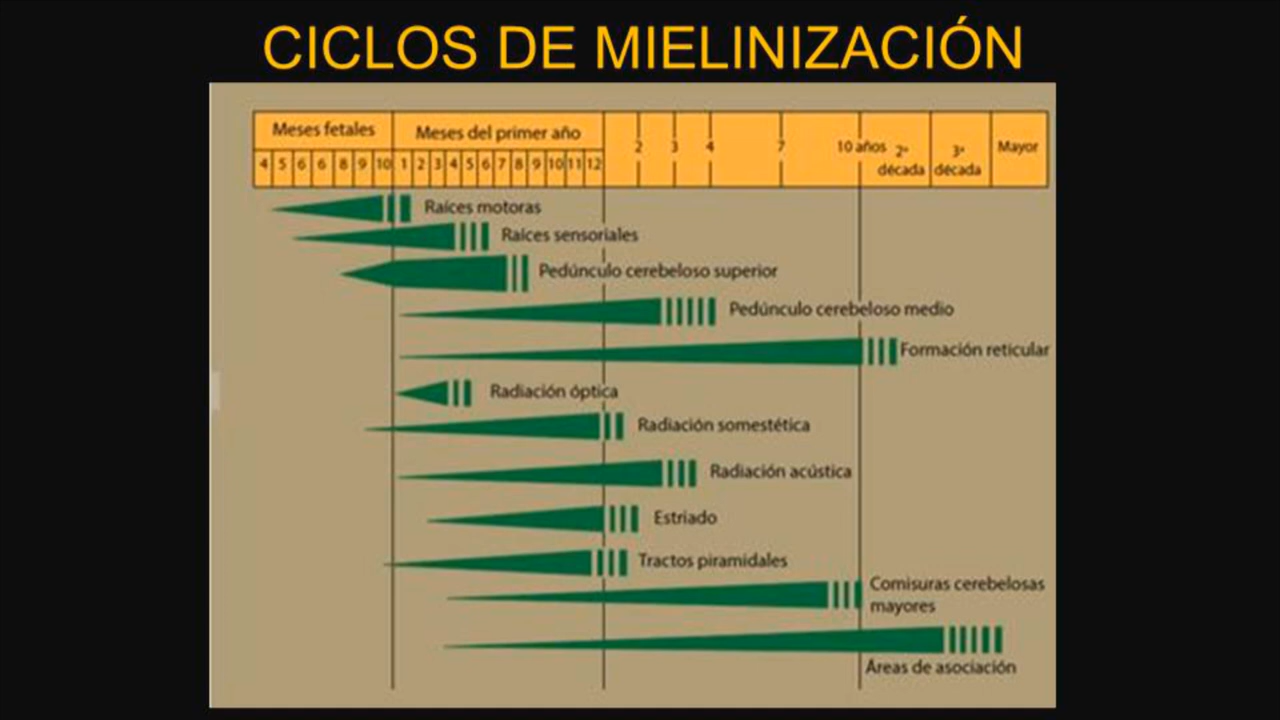 CICLOS DE MIELINIZACIÓN
Meses fetales
Meses del primer año
4 5 6 6 8 9 10 1 2 3 4 5 6 7 8 9 10 11 12
2 3 4 7 10 años 2ª década 3ª década Mayor
Raíces motoras
Raíces sensoriales
Pedúnculo cerebeloso superior
Pedúnculo cerebeloso medio
Formación reticular
Radiación óptica
Radiación somestética
Radiación acústica
Estriado
Tractos piramidales
Comisuras cerebelosas
mayores
Áreas de asociación